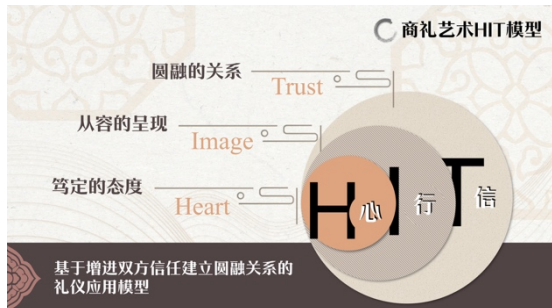 商礼艺术HIT模型
圆融的关系
Trust
从容的呈现
Image
笃定的态度
Heart
HIT
心 行 信
基于增进双方信任建立圆融关系的
礼仪应用模型